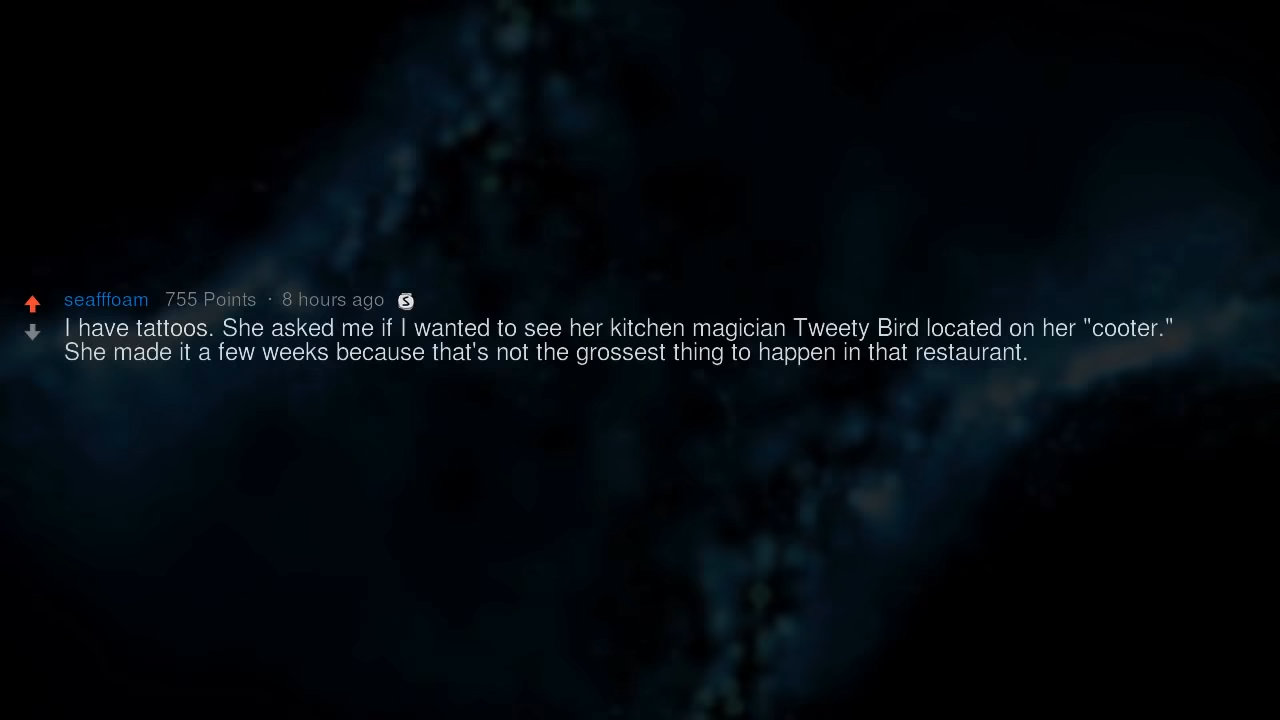 seafffoam 755 Points · 8 hours ago S
I have tattoos. She asked me if I wanted to see her kitchen magician Tweety Bird located on her "cooter."
She made it a few weeks because that's not the grossest thing to happen in that restaurant.